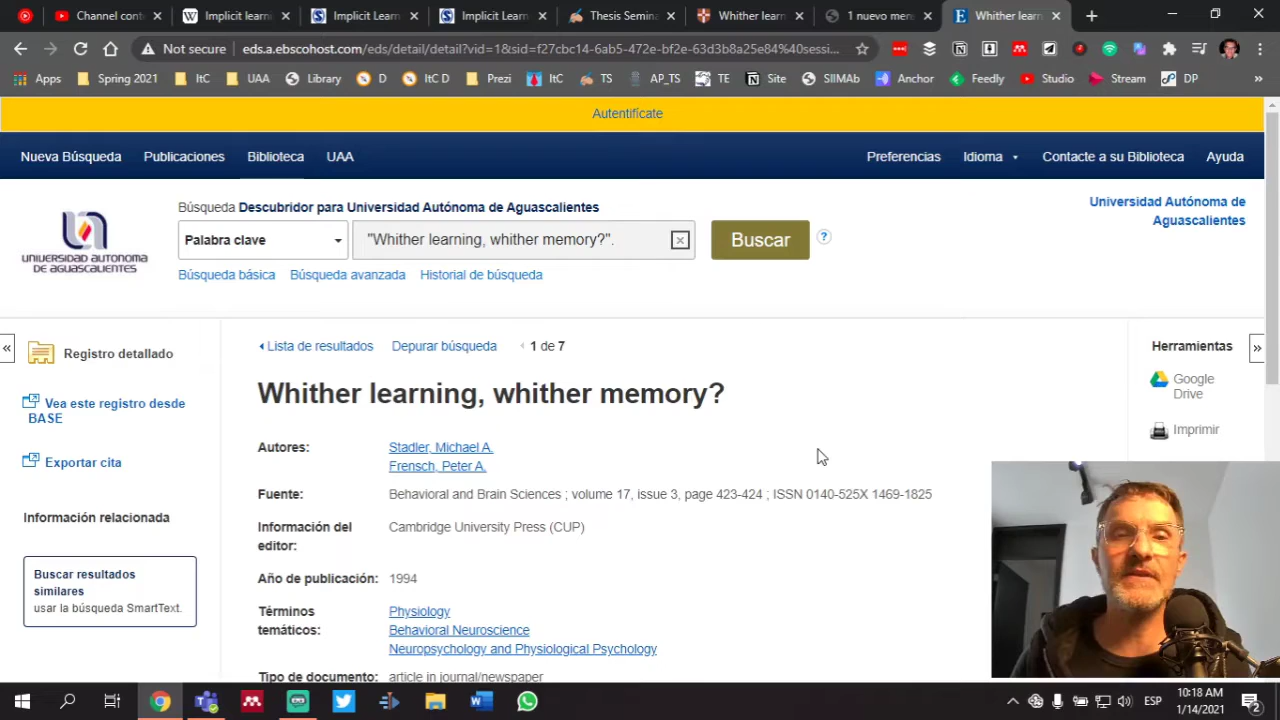 Channel cont
Implicit learni
Implicit Learn
Implicit Learn
Thesis Semina
Whither learn
1 nuevo mens
Whither learn
Not secure
eds.a.ebscohost.com/eds/detail/detail?vid=1&sid=f27cbc14-6ab5-472e-bf2e-63d3b8a25e84%40sessi...
Apps
Spring 2021
ItC
UAA
Library
D
ItC D
Prezi
ItC
TS
AP_TS
TE
Site
SIIMAb
Anchor
Feedly
Studio
Stream
DP
Autentifícate
Nueva Búsqueda
Publicaciones
Biblioteca
UAA
Preferencias
Idioma
Contacte a su Biblioteca
Ayuda
UNIVERSIDAD AUTONOMA
DE AGUASCALIENTES
Búsqueda Descubridor para Universidad Autónoma de Aguascalientes
Palabra clave
"Whither learning, whither memory?".
Buscar
?
Búsqueda básica
Búsqueda avanzada
Historial de búsqueda
Universidad Autónoma de
Aguascalientes
«
Registro detallado
Vea este registro desde
BASE
Exportar cita
Información relacionada
Buscar resultados
similares
usar la búsqueda SmartText.
Lista de resultados
Depurar búsqueda
1 de 7
Whither learning, whither memory?
Autores:
Stadler, Michael A.
Frensch, Peter A.
Fuente:
Behavioral and Brain Sciences ; volume 17, issue 3, page 423-424 ; ISSN 0140-525X 1469-1825
Información del
editor:
Cambridge University Press (CUP)
Año de publicación:
1994
Términos
temáticos:
Physiology
Behavioral Neuroscience
Neuropsychology and Physiological Psychology
Tipo de documento:
article in journal/newspaper
Herramientas
»
Google
Drive
Imprimir
ESP
10:18 AM
1/14/2021
2